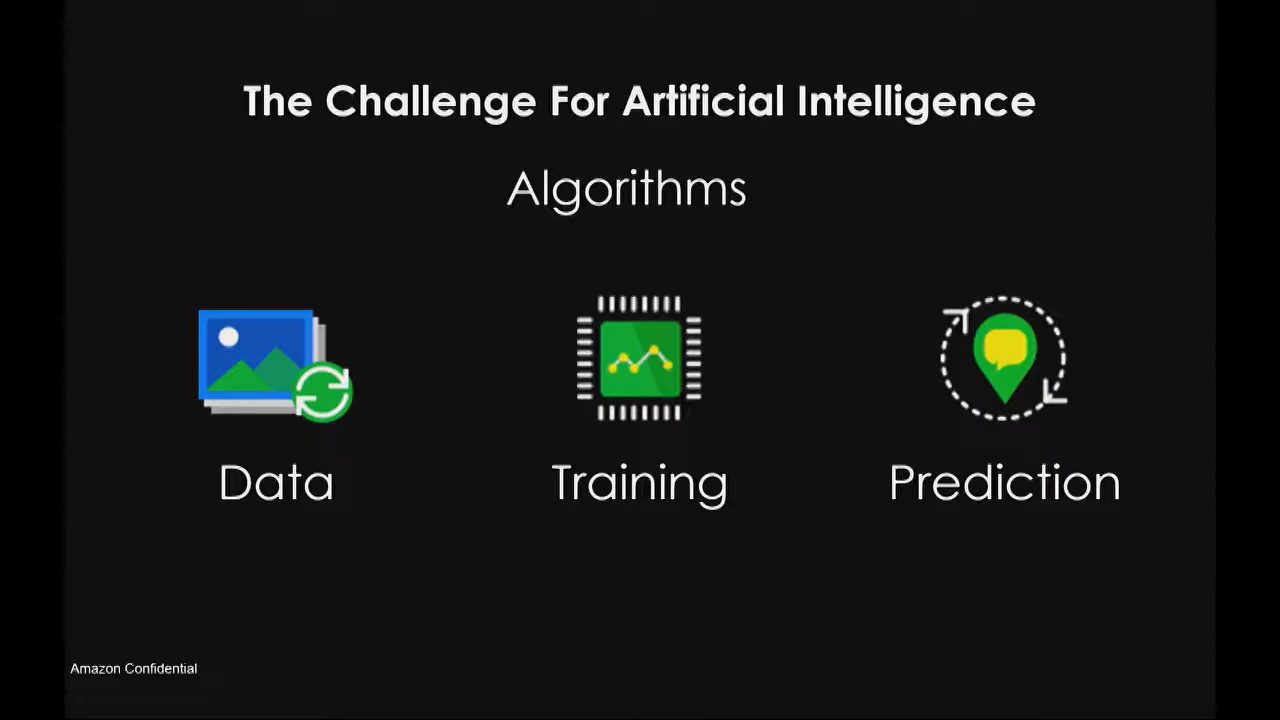 The Challenge For Artificial Intelligence
Algorithms
Data
Training
Prediction
Amazon Confidential